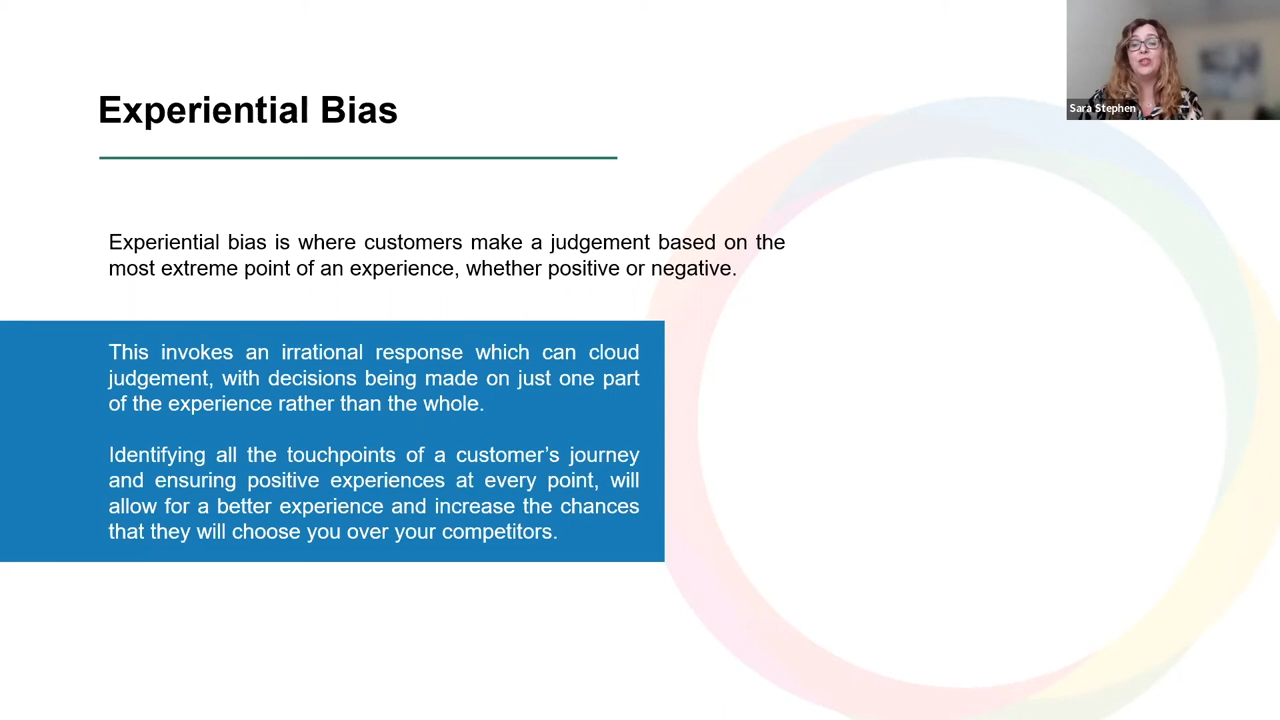 Sara Stephen
Experiential Bias
Experiential bias is where customers make a judgement based on the
most extreme point of an experience, whether positive or negative.
This invokes an irrational response which can cloud
judgement, with decisions being made on just one part
of the experience rather than the whole.
Identifying all the touchpoints of a customer’s journey
and ensuring positive experiences at every point, will
allow for a better experience and increase the chances
that they will choose you over your competitors.